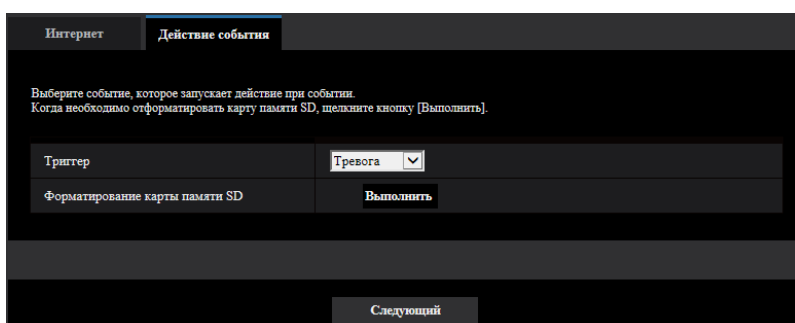 Интернет Действие события
Выберите событие, которое запускает действие при событии.
Когда необходимо отформатировать карту памяти SD, щелкните кнопку [Выполнить].
Триггер Тревога
Форматирование карты памяти SD Выполнить
Следующий